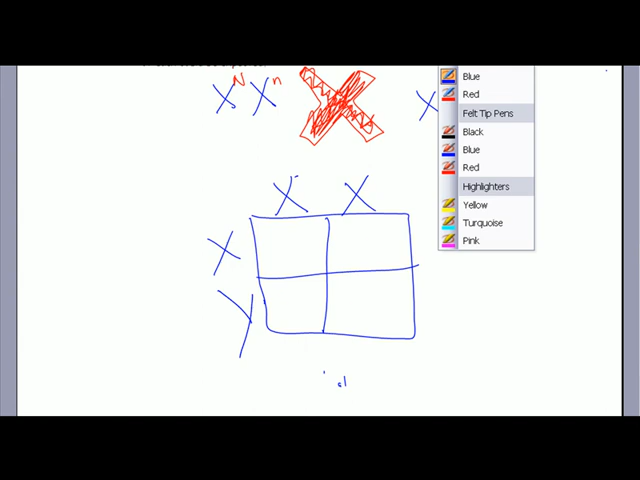 Blue
X^N X^n X
Red
Felt Tip Pens
Black
Blue
Red
X X
Highlighters
Yellow
Turquoise
Pink
X
Y